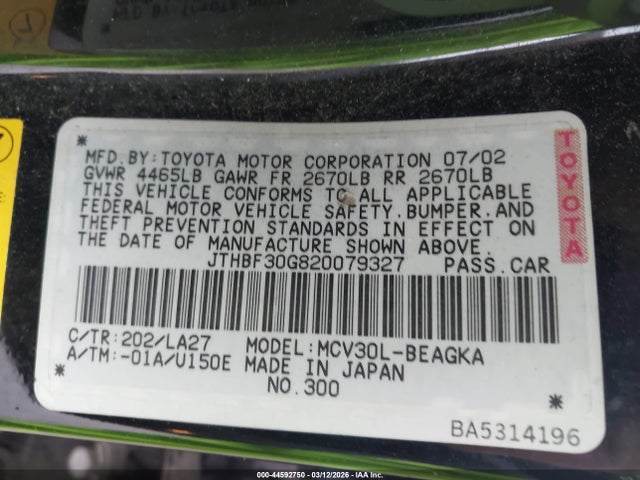 *
MFD.BY:TOYOTA MOTOR CORPORATION 07/02
GVWR 4465LB GAWR FR 2670LB RR 2670LB
THIS VEHICLE CONFORMS TO ALL APPLICABLE
FEDERAL MOTOR VEHICLE SAFETY.BUMPER.AND
THEFT PREVENTION STANDARDS IN EFFECT ON
THE DATE OF MANUFACTURE SHOWN ABOVE.
JTHBF30G820079327 PASS.CAR
TOYOTA
C/TR:202/LA27 MODEL:MCV30L-BEAGKA
A/TM:-01A/U150E MADE IN JAPAN
* NO.300 *
BA5314196
000-44592750 - 03/12/2026 - IAAI CORPORATE